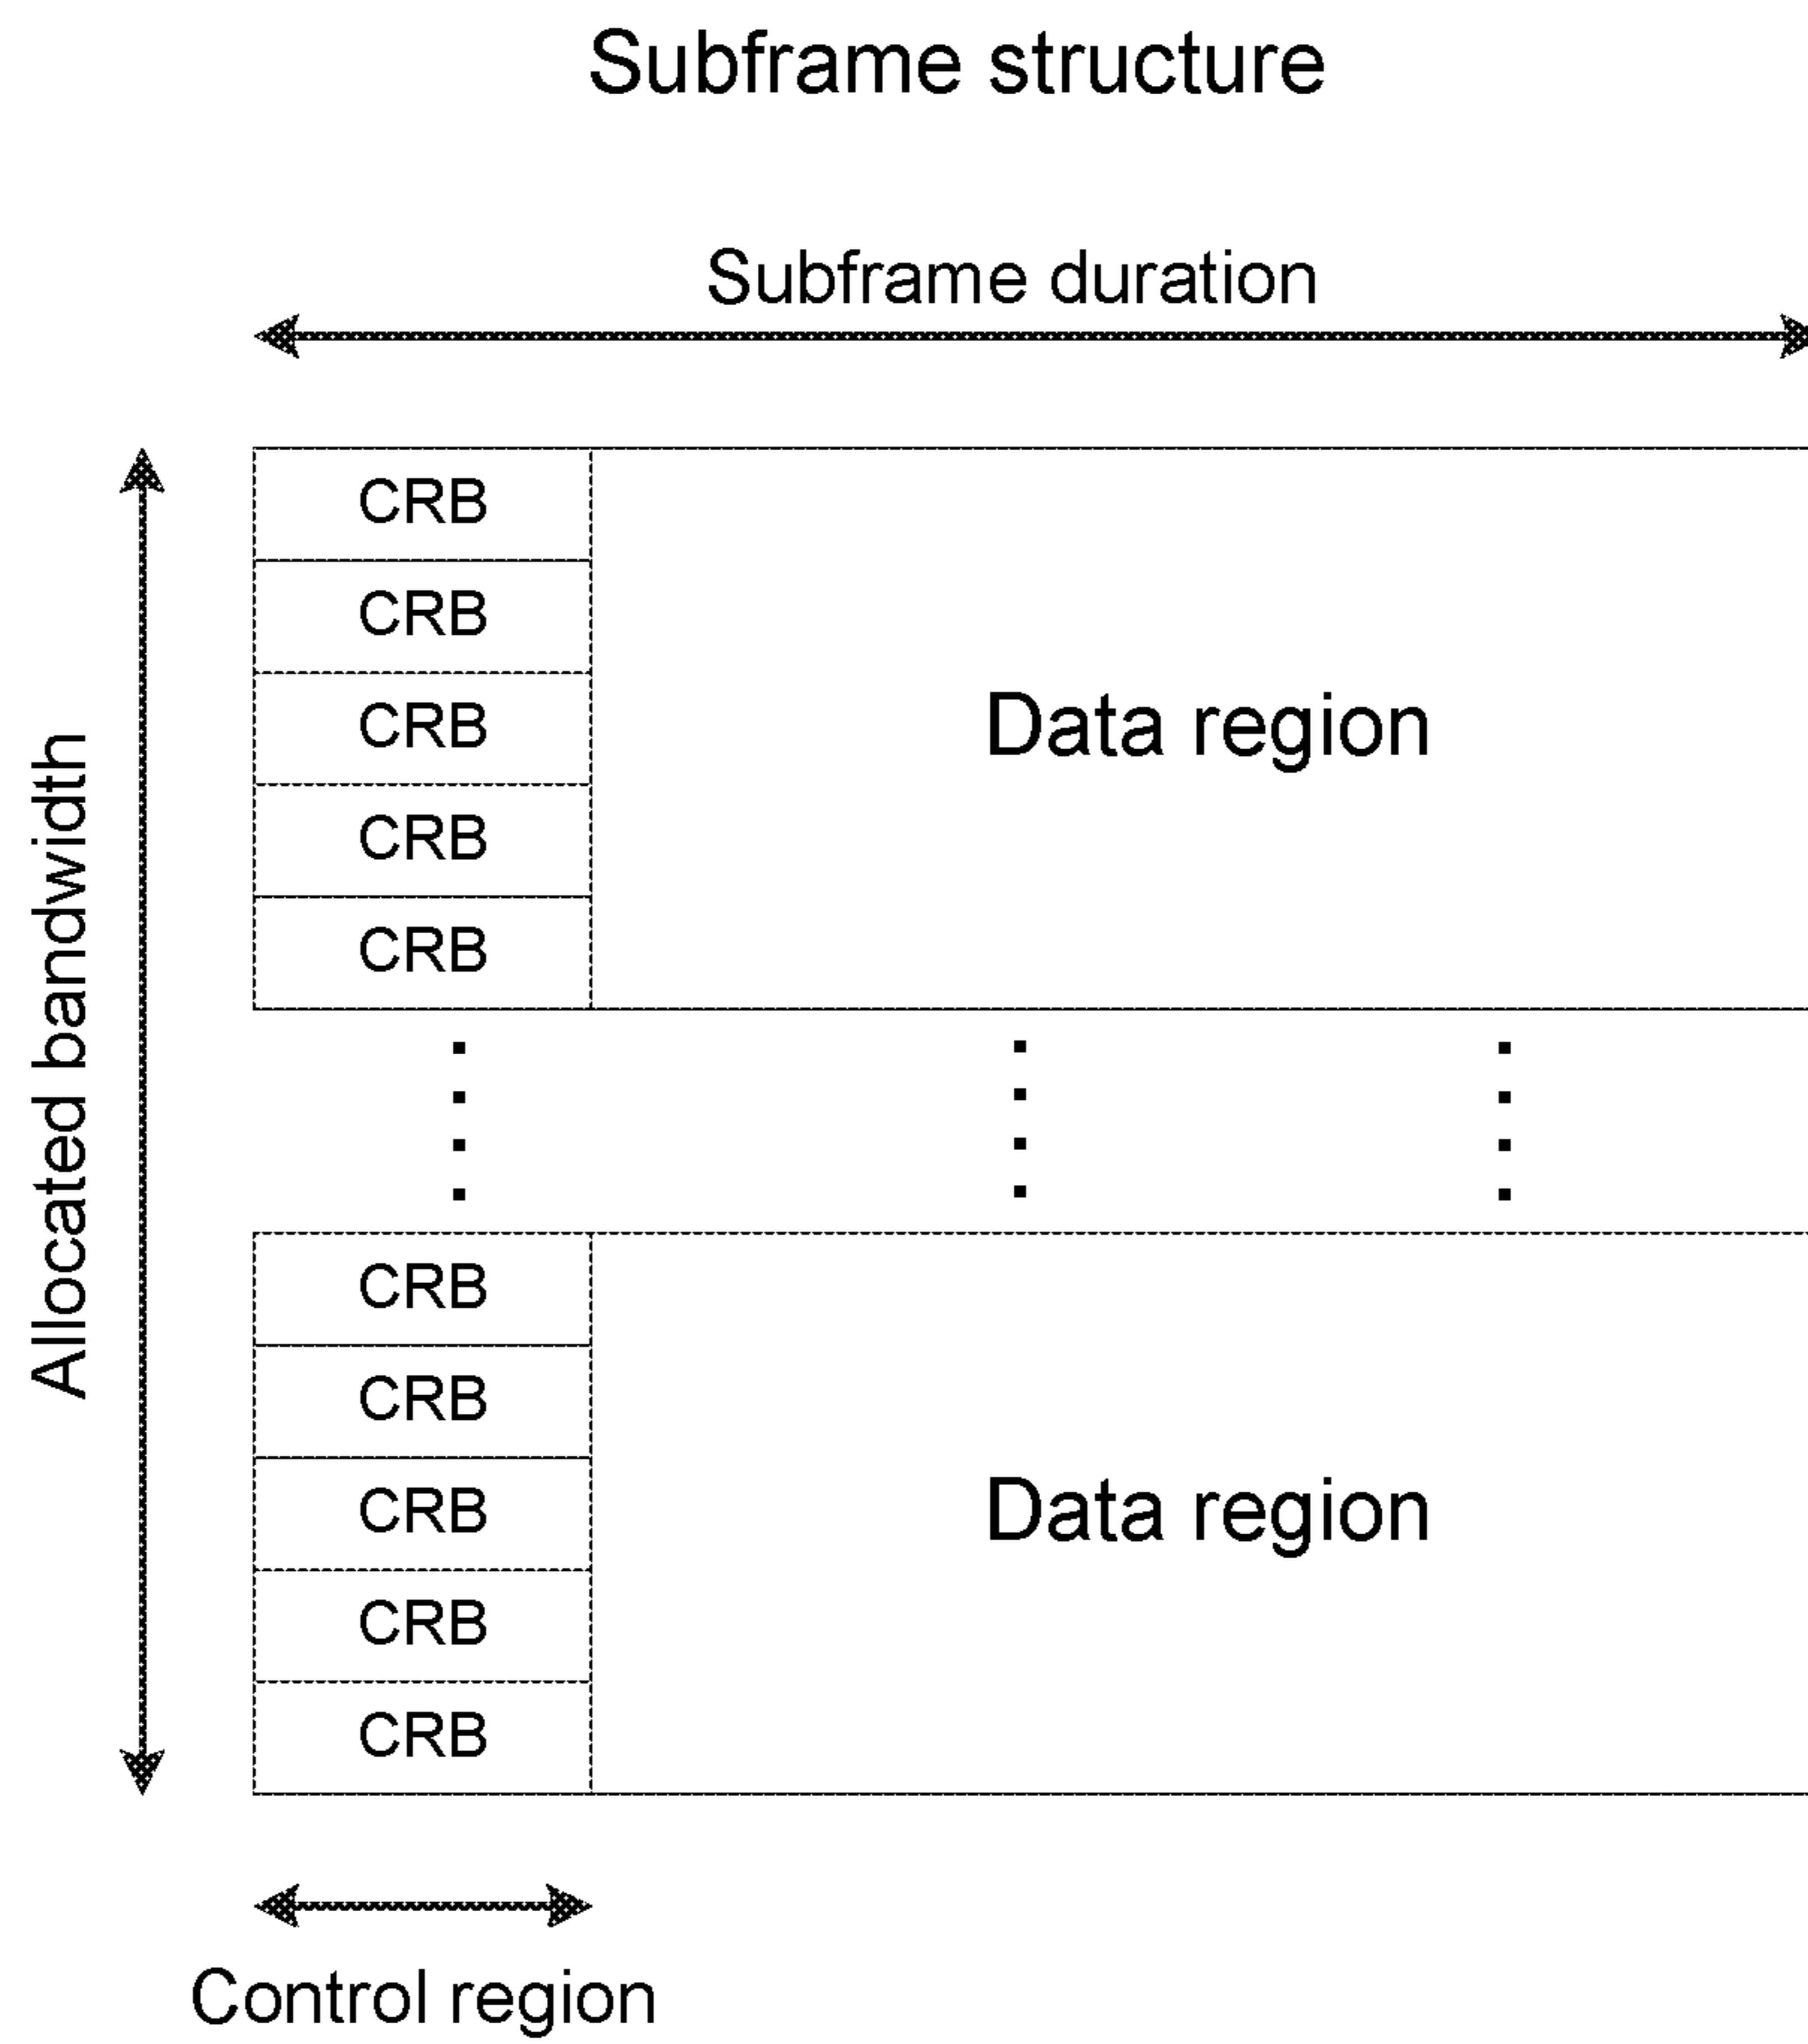 Subframe structure
Subframe duration
Allocated bandwidth
CRB
CRB
CRB
CRB
CRB
Data region
CRB
CRB
CRB
CRB
CRB
Data region
Control region